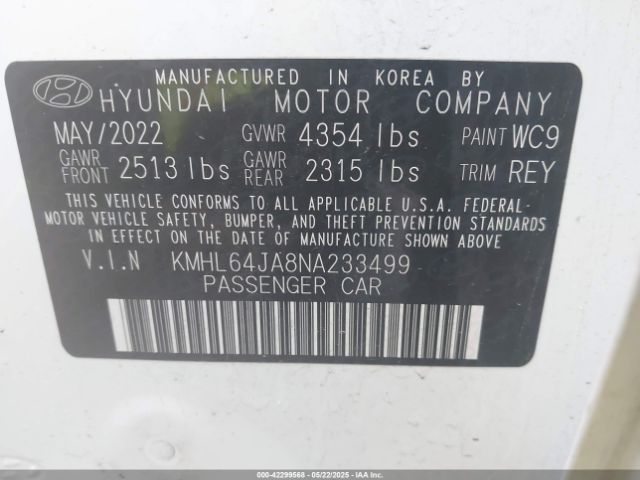 MANUFACTURED IN KOREA BY
HYUNDAI MOTOR COMPANY
MAY/2022 GVWR 4354 lbs PAINT WC9
GAWR FRONT 2513 lbs GAWR REAR 2315 lbs TRIM REY
THIS VEHICLE CONFORMS TO ALL APPLICABLE U.S.A. FEDERAL-
MOTOR VEHICLE SAFETY, BUMPER, AND THEFT PREVENTION STANDARDS
IN EFFECT ON THE DATE OF MANUFACTURE SHOWN ABOVE
V.I.N KMHL64JA8NA233499
PASSENGER CAR
000-42299568 - 05/22/2025 - IAAI.com